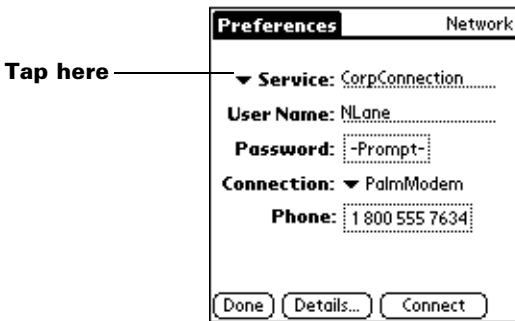 Preferences Network
Tap here
Service: CorpConnection
User Name: NLane
Password: -Prompt-
Connection: PalmModem
Phone: 1 800 555 7634
Done Details... Connect